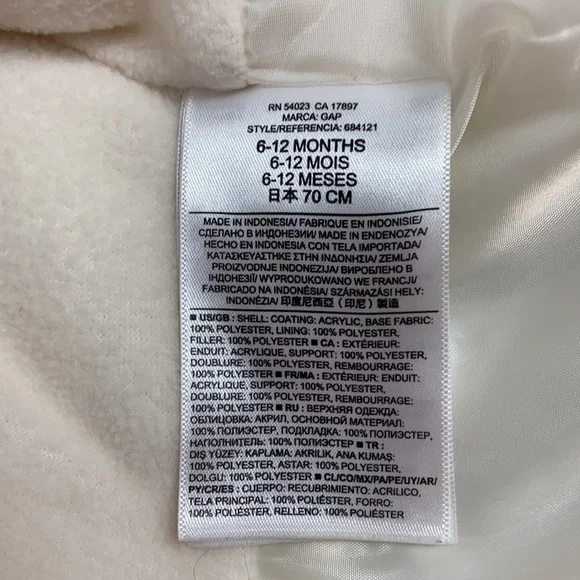 RN 54023 CA 17897
MARCA: GAP
STYLE/REFERENCIA: 684121
6-12 MONTHS
6-12 MOIS
6-12 MESES
日本 70 CM
MADE IN INDONESIA/ FABRIQUE EN INDONISIE/
СДЕЛАНО В ИНДОНЕЗИИ/ MADE IN ENDENOZYA/
HECHO EN INDONESIA CON TELA IMPORTADA/
ΚΑΤΑΣΚΕΥΑΣΤΗΚΕ ΣΤΗΝ ΙΝΔΟΝΗΣΙΑ/ ZEMLJA
PROIZVODNJE INDONEZIJA/ ВИРОБЛЕНО В
ІНДОНЕЗІЇ/ WYPRODUKOWANO WE FRANCJI/
FABRICADO NA INDONÉSIA/ SZÁRMAZÁSI HELY:
INDONÉZIA/ 印度尼西亞 (印尼) 製造
■ US/GB : SHELL: COATING: ACRYLIC, BASE FABRIC:
100% POLYESTER, LINING: 100% POLYESTER,
FILLER: 100% POLYESTER ■ CA : EXTÉRIEUR:
ENDUIT: ACRYLIQUE, SUPPORT: 100% POLYESTER,
DOUBLURE: 100% POLYESTER, REMBOURRAGE:
100% POLYESTER ■ FR/MA : EXTÉRIEUR: ENDUIT:
ACRYLIQUE, SUPPORT: 100% POLYESTER,
DOUBLURE: 100% POLYESTER, REMBOURRAGE:
100% POLYESTER ■ RU : ВЕРХНЯЯ ОДЕЖДА:
ОБЛИЦОВКА: АКРИЛ, ОСНОВНОЙ МАТЕРИАЛ:
100% ПОЛИЭСТЕР, ПОДКЛАДКА: 100% ПОЛИЭСТЕР,
НАПОЛНИТЕЛЬ: 100% ПОЛИЭСТЕР ■ TR :
DIŞ YÜZEY: KAPLAMA: AKRILIK, ANA KUMAŞ:
100% POLYESTER, ASTAR: 100% POLYESTER,
DOLGU: 100% POLYESTER ■ CL/CO/MX/PA/PE/UY/AR/
PY/CR/ES : CUERPO: RECUBRIMIENTO: ACRILICO,
TELA PRINCIPAL: 100% POLIÉSTER, FORRO:
100% POLIÉSTER, RELLENO: 100% POLIÉSTER